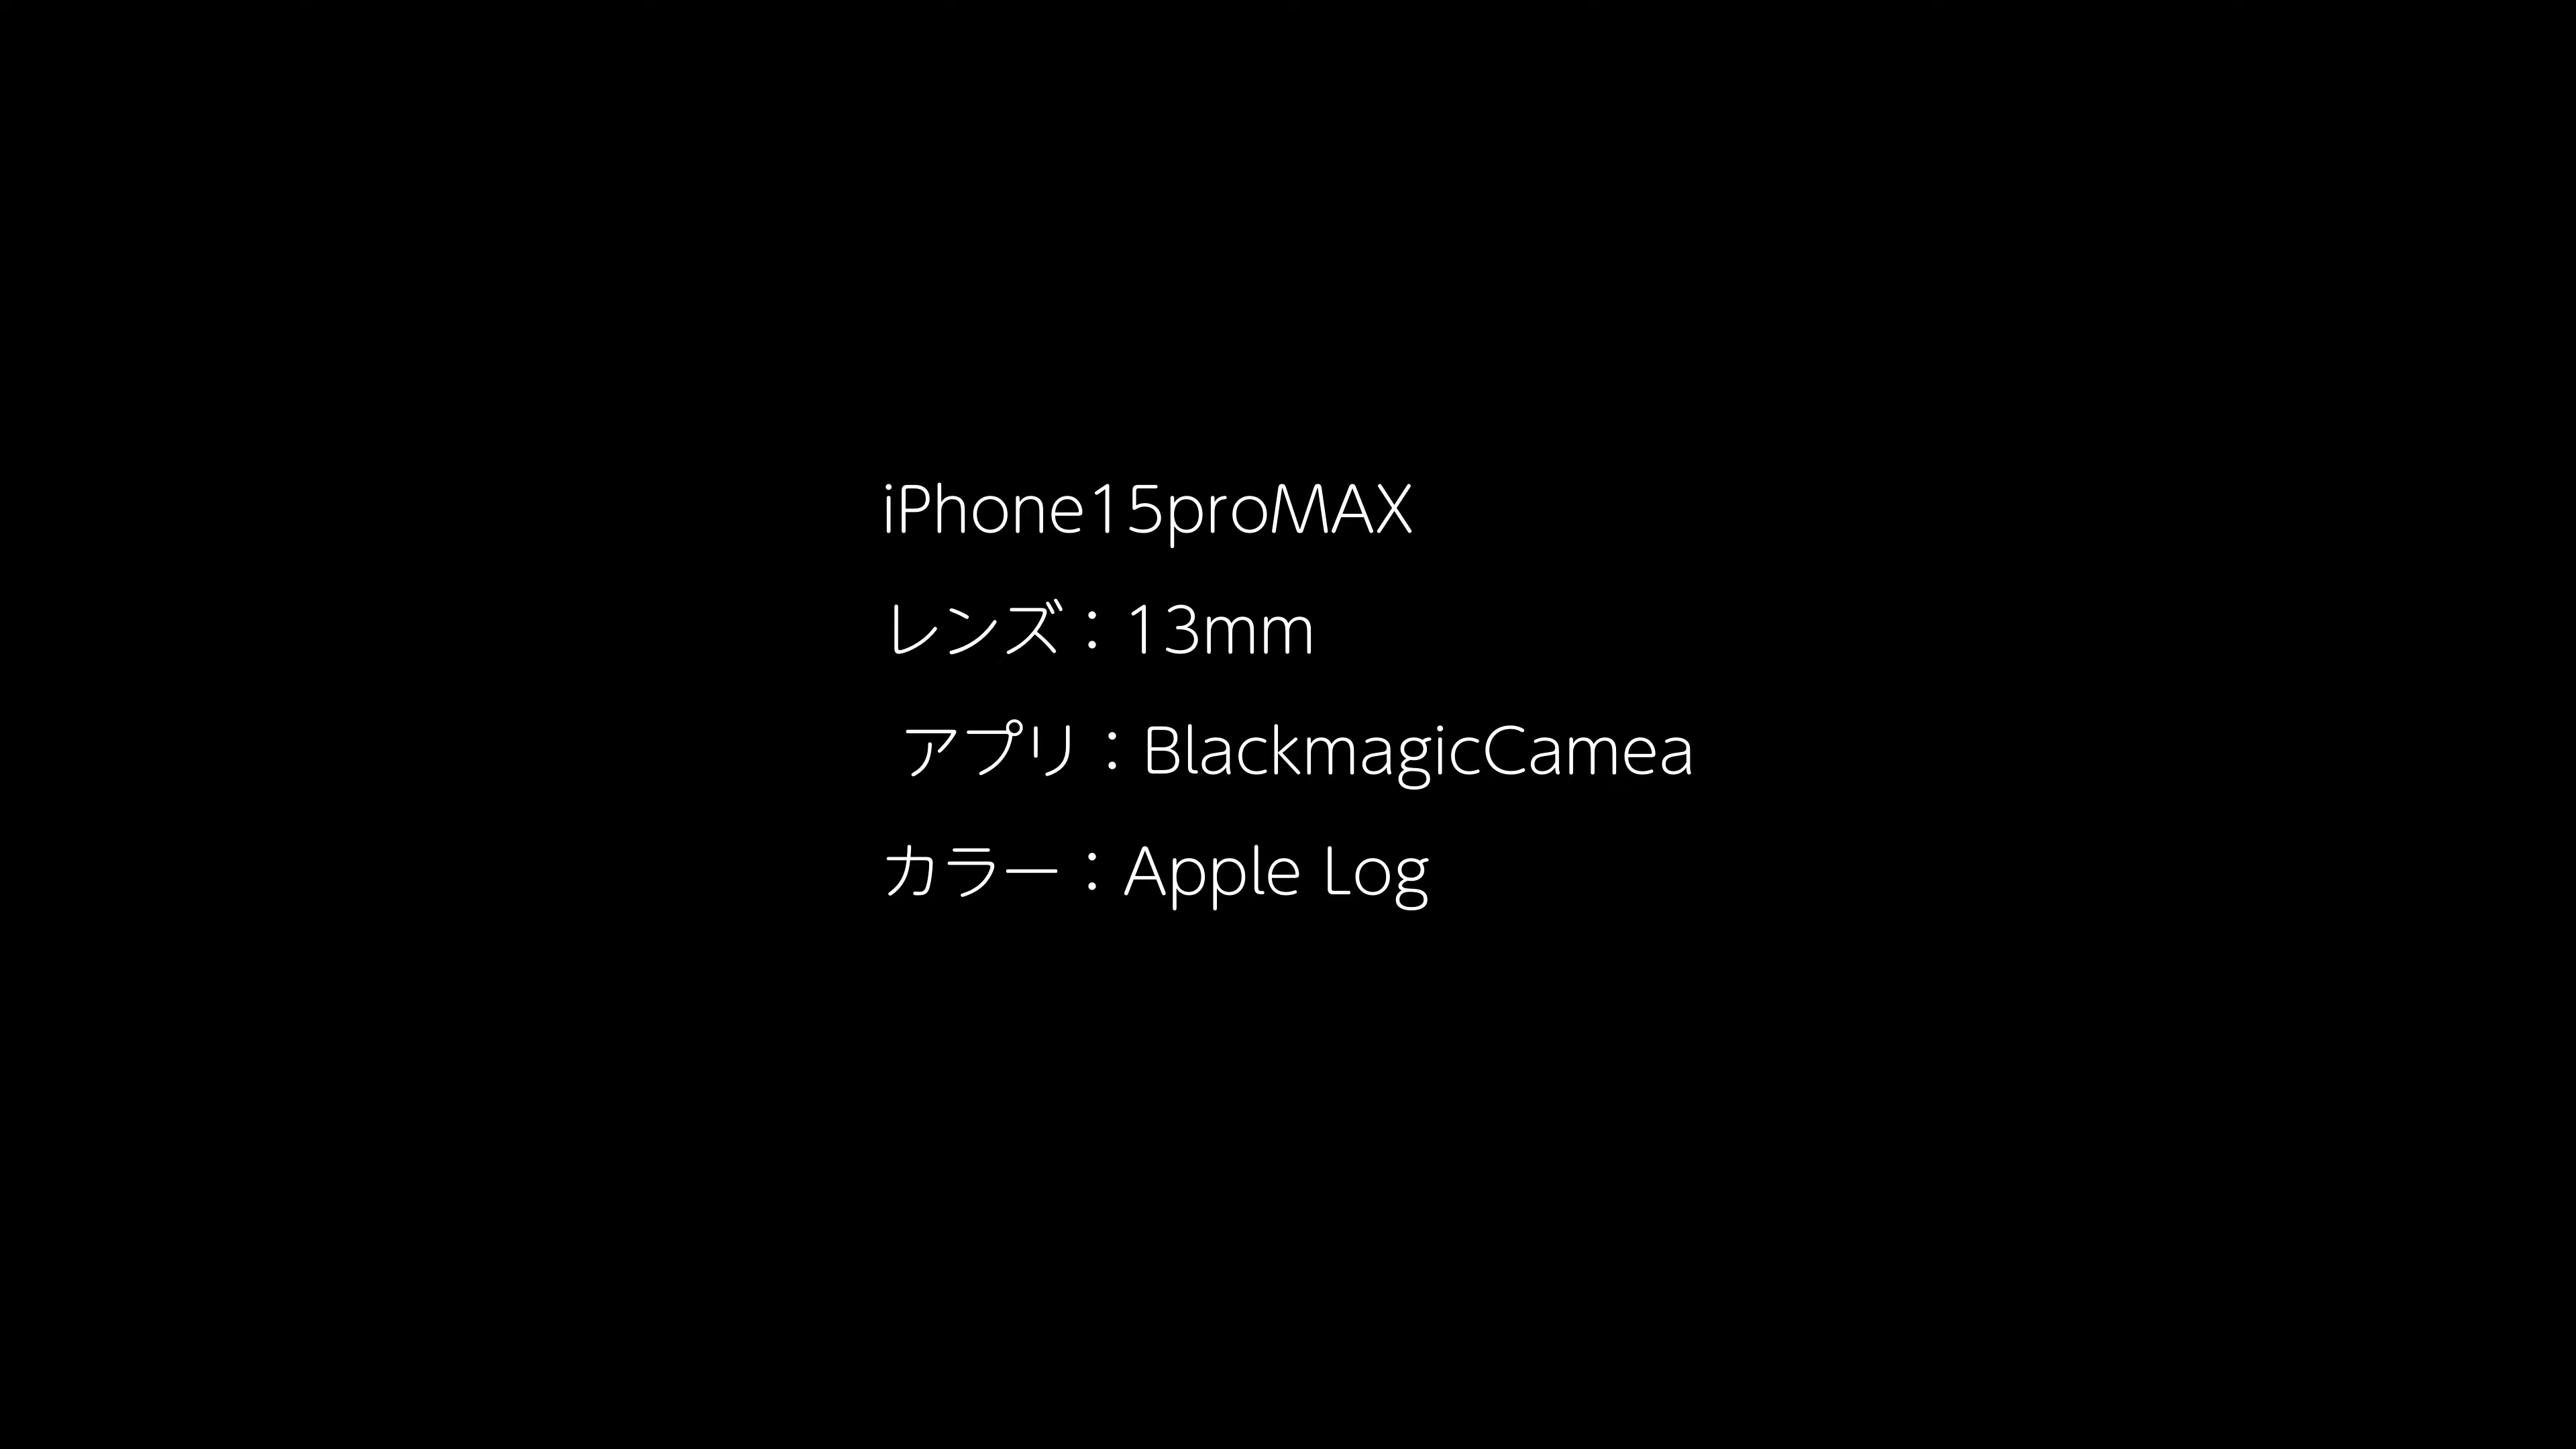 iPhone15proMAX
レンズ：13mm
アプリ：BlackmagicCamea
カラー：Apple Log